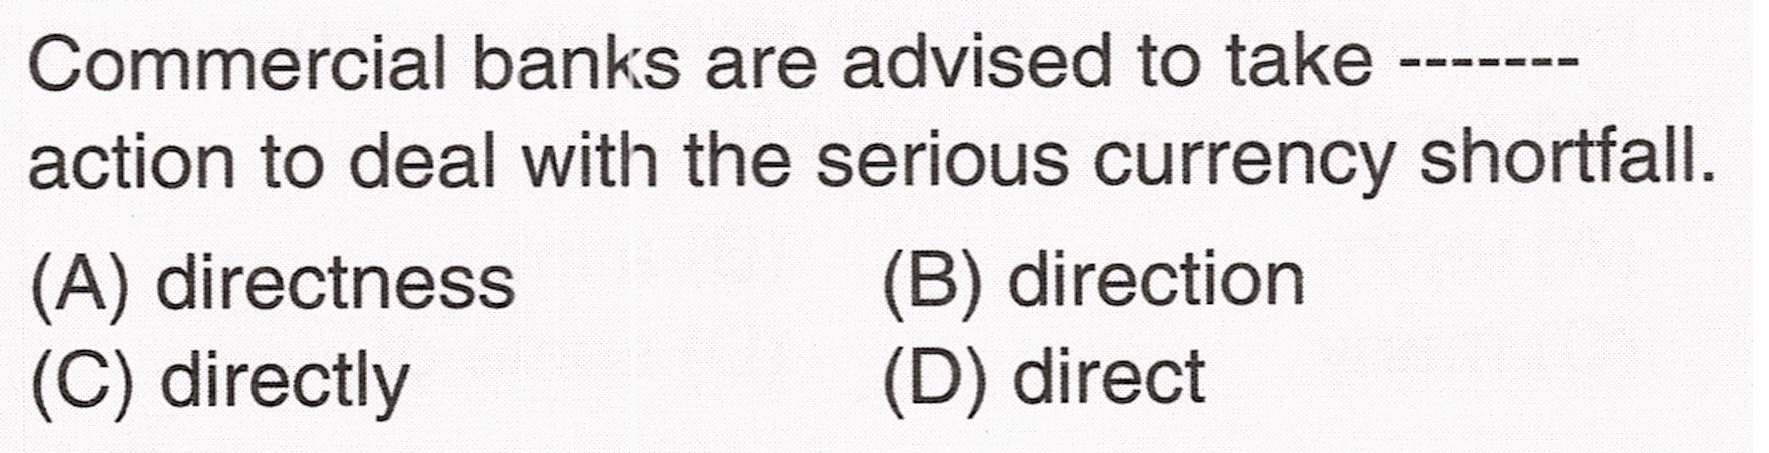 Commercial banks are advised to take -------
action to deal with the serious currency shortfall.
(A) directness (B) direction
(C) directly (D) direct